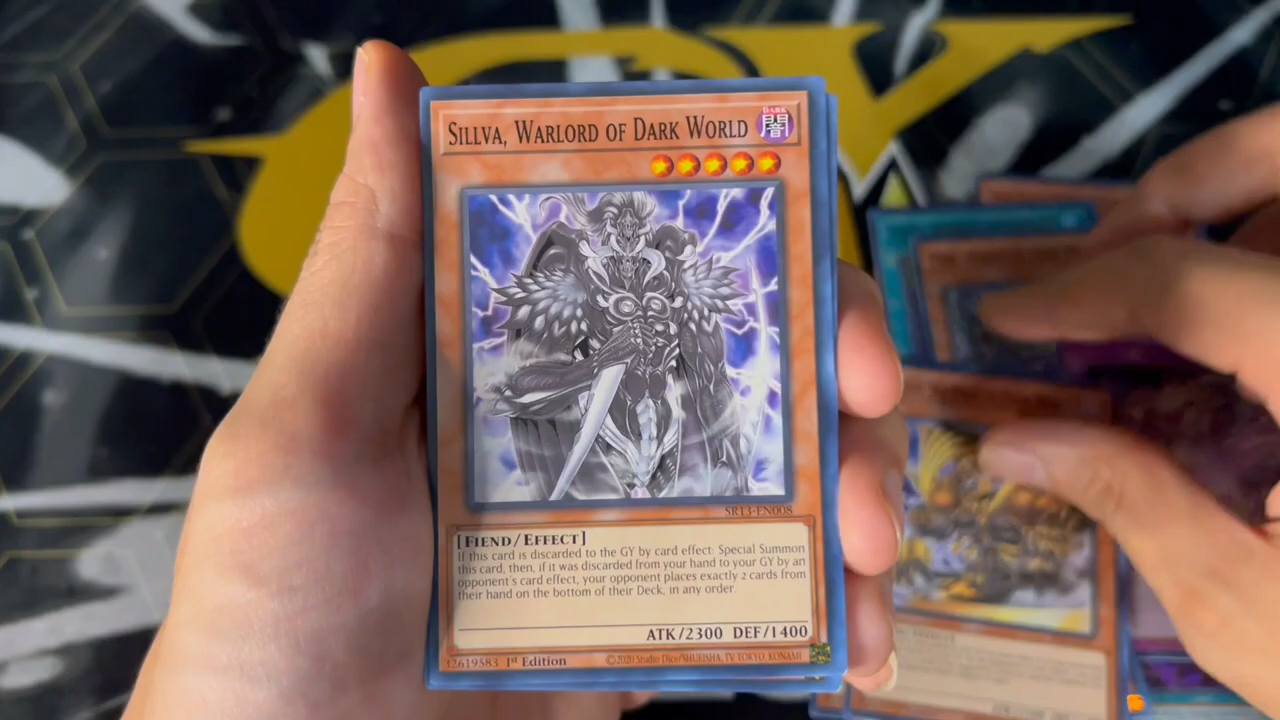 SILLVA, WARLORD OF DARK WORLD
DARK
闇
SR13-EN008
[FIEND/EFFECT]
If this card is discarded to the GY by card effect: Special Summon
this card, then, if it was discarded from your hand to your GY by an
opponent's card effect, your opponent places exactly 2 cards from
their hand on the bottom of their Deck, in any order.
ATK/2300 DEF/1400
32619583 1st Edition ©2020 Studio Dice/SHUEISHA, TV TOKYO, KONAMI